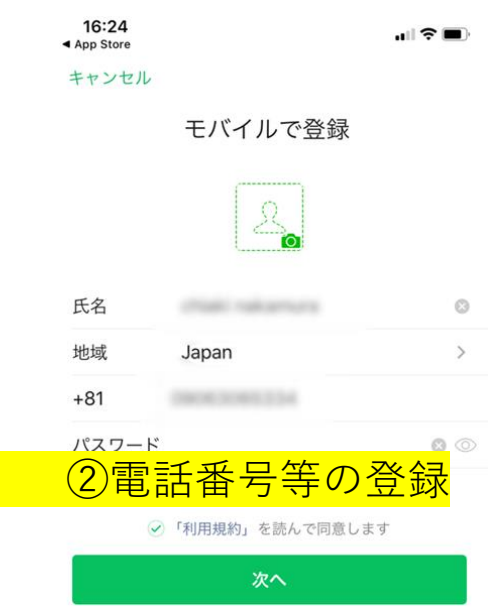 16:24
App Store
キャンセル
モバイルで登録
氏名
地域 Japan
+81
パスワード
②電話番号等の登録
「利用規約」を読んで同意します
次へ